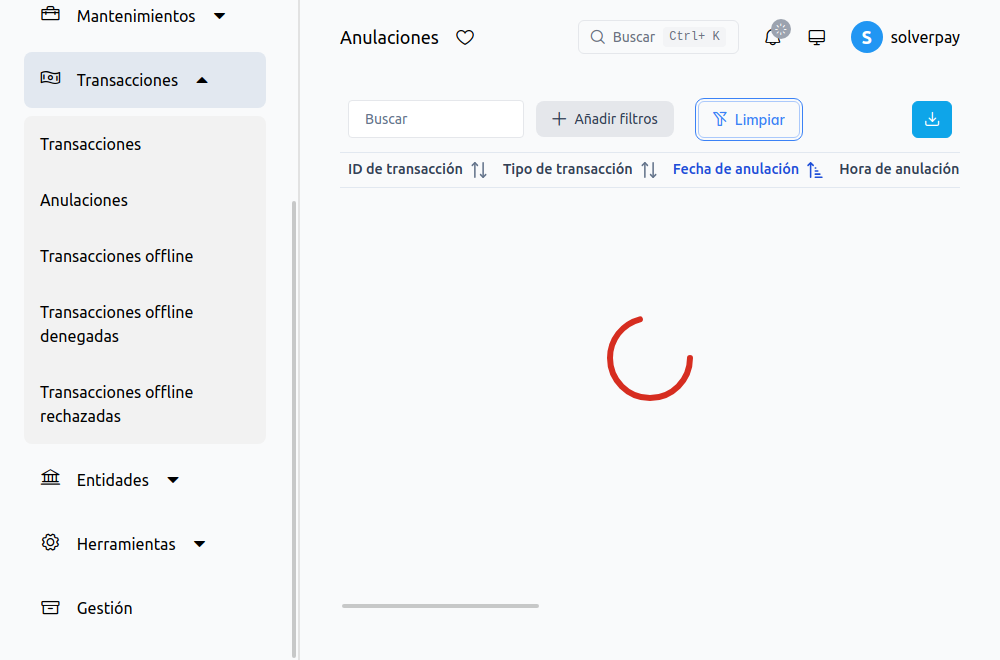 Mantenimientos
Transacciones
Transacciones
Anulaciones
Transacciones offline
Transacciones offline
denegadas
Transacciones offline
rechazadas
Entidades
Herramientas
Gestión
Anulaciones
Buscar Ctrl+ K
S solverpay
Buscar
Añadir filtros
Limpiar
ID de transacción Tipo de transacción Fecha de anulación Hora de anulación